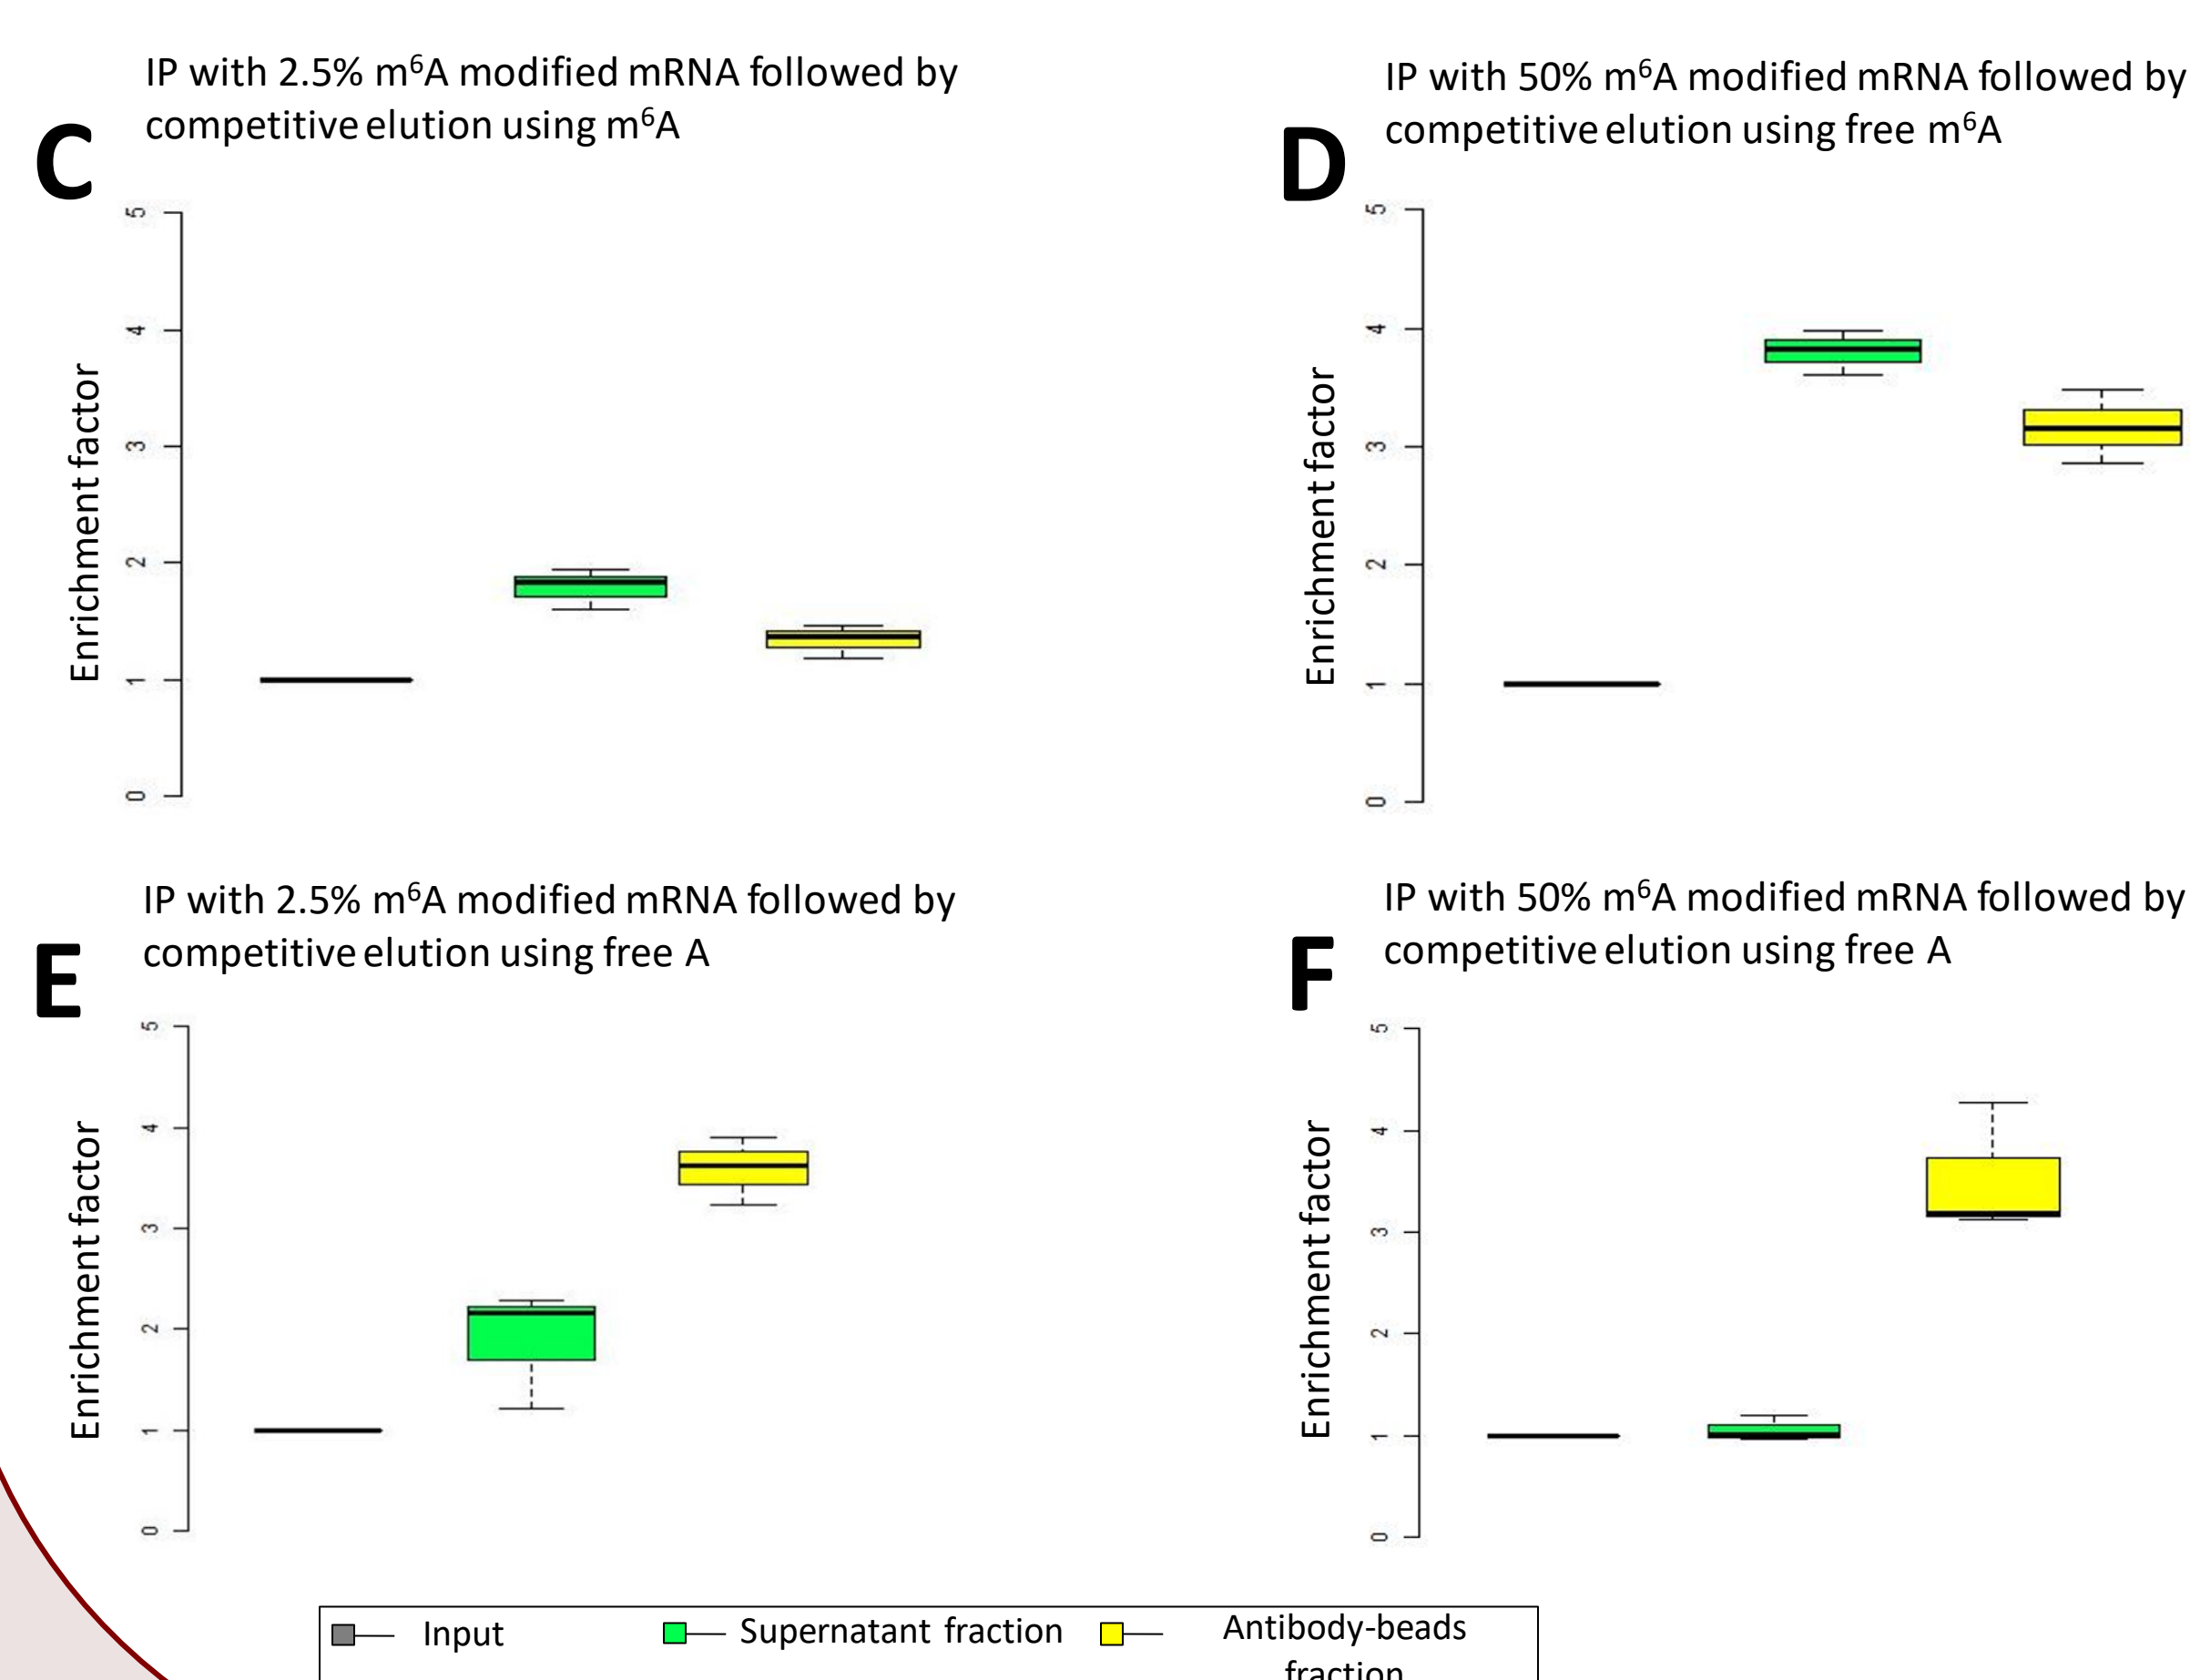 IP with 2.5% m⁶A modified mRNA followed by
competitive elution using m⁶A
C
Enrichment factor
5
4
3
2
1
0
IP with 50% m⁶A modified mRNA followed by
competitive elution using free m⁶A
D
Enrichment factor
5
4
3
2
1
0
IP with 2.5% m⁶A modified mRNA followed by
competitive elution using free A
E
Enrichment factor
5
4
3
2
1
0
IP with 50% m⁶A modified mRNA followed by
competitive elution using free A
F
Enrichment factor
5
4
3
2
1
0
Input
Supernatant fraction
Antibody-beads
fraction